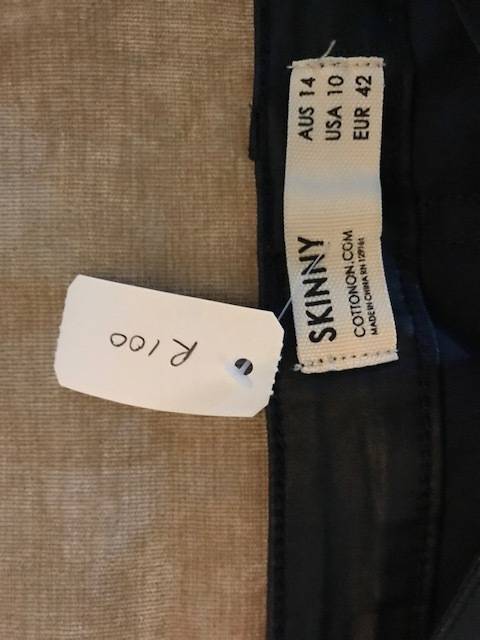 SKINNY
COTTONON.COM
MADE IN CHINA RN 129161
AUS 14
USA 10
EUR 42
R100